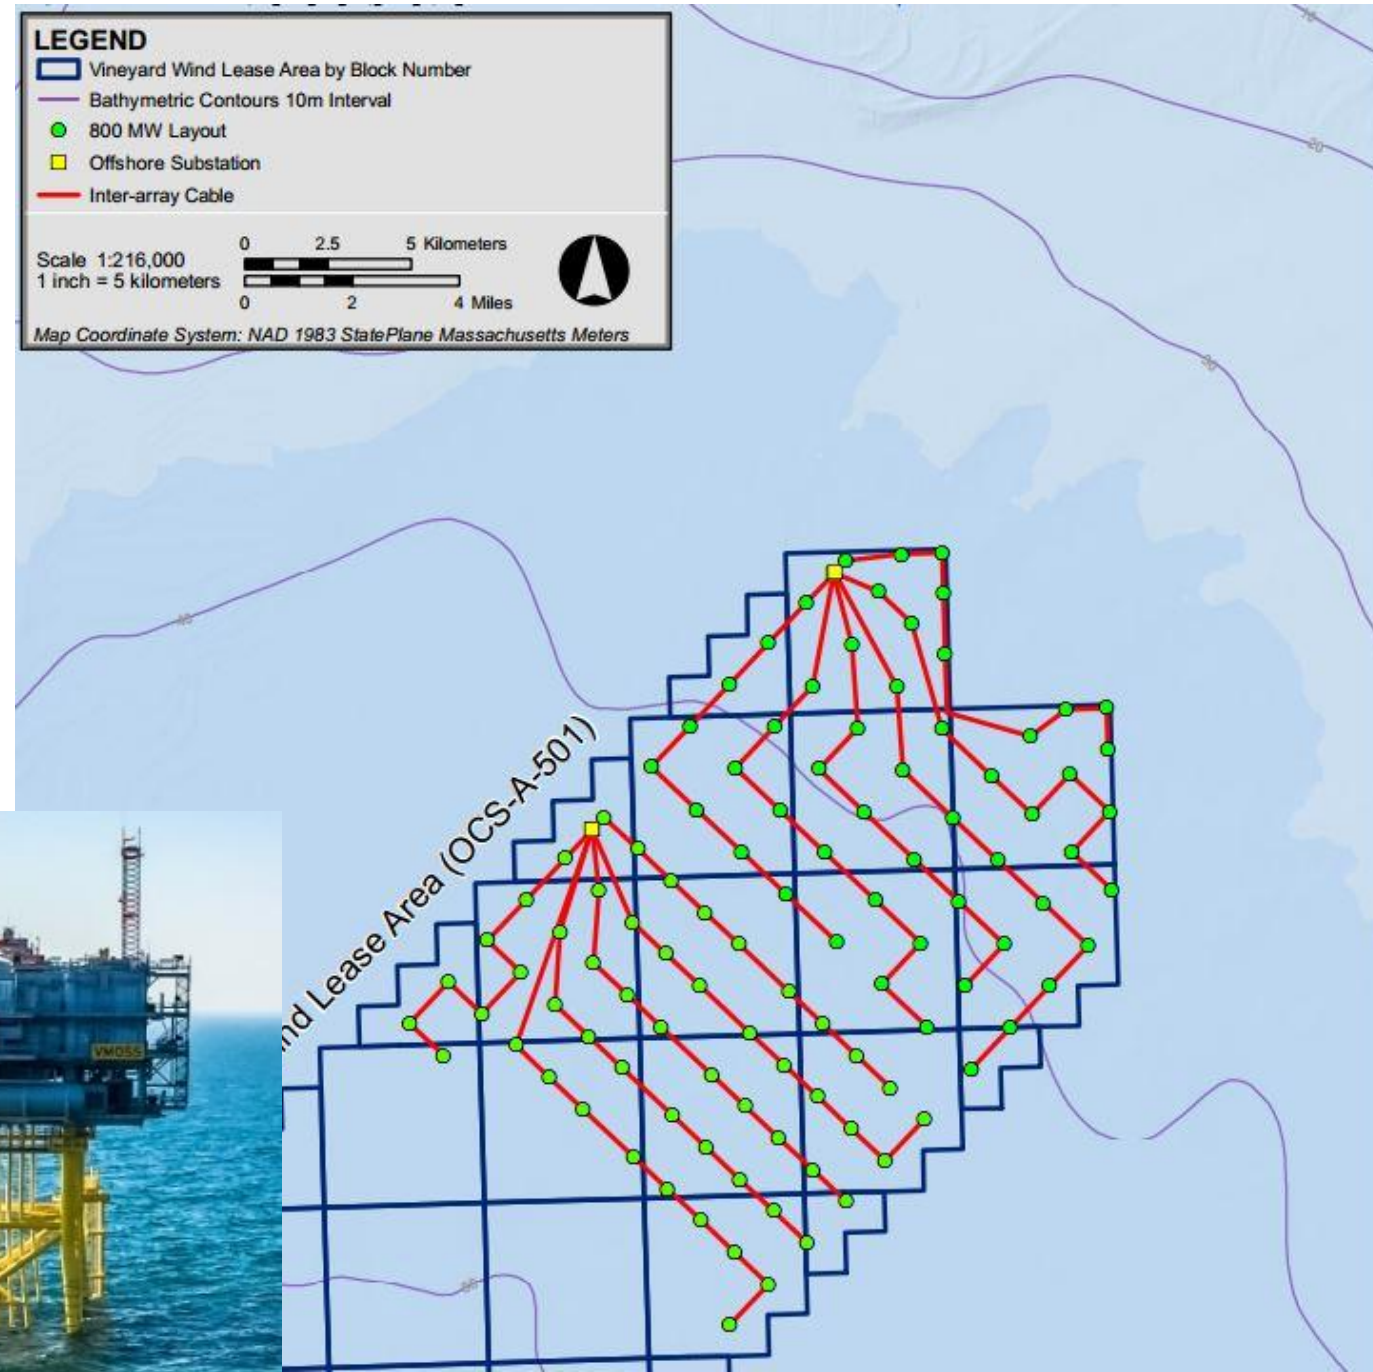 LEGEND
Vineyard Wind Lease Area by Block Number
Bathymetric Contours 10m Interval
800 MW Layout
Offshore Substation
Inter-array Cable
0 2.5 5 Kilometers
Scale 1:216,000
1 inch = 5 kilometers
0 2 4 Miles
Map Coordinate System: NAD 1983 StatePlane Massachusetts Meters
20
30
nd Lease Area (OCS-A-501)
VMOSS